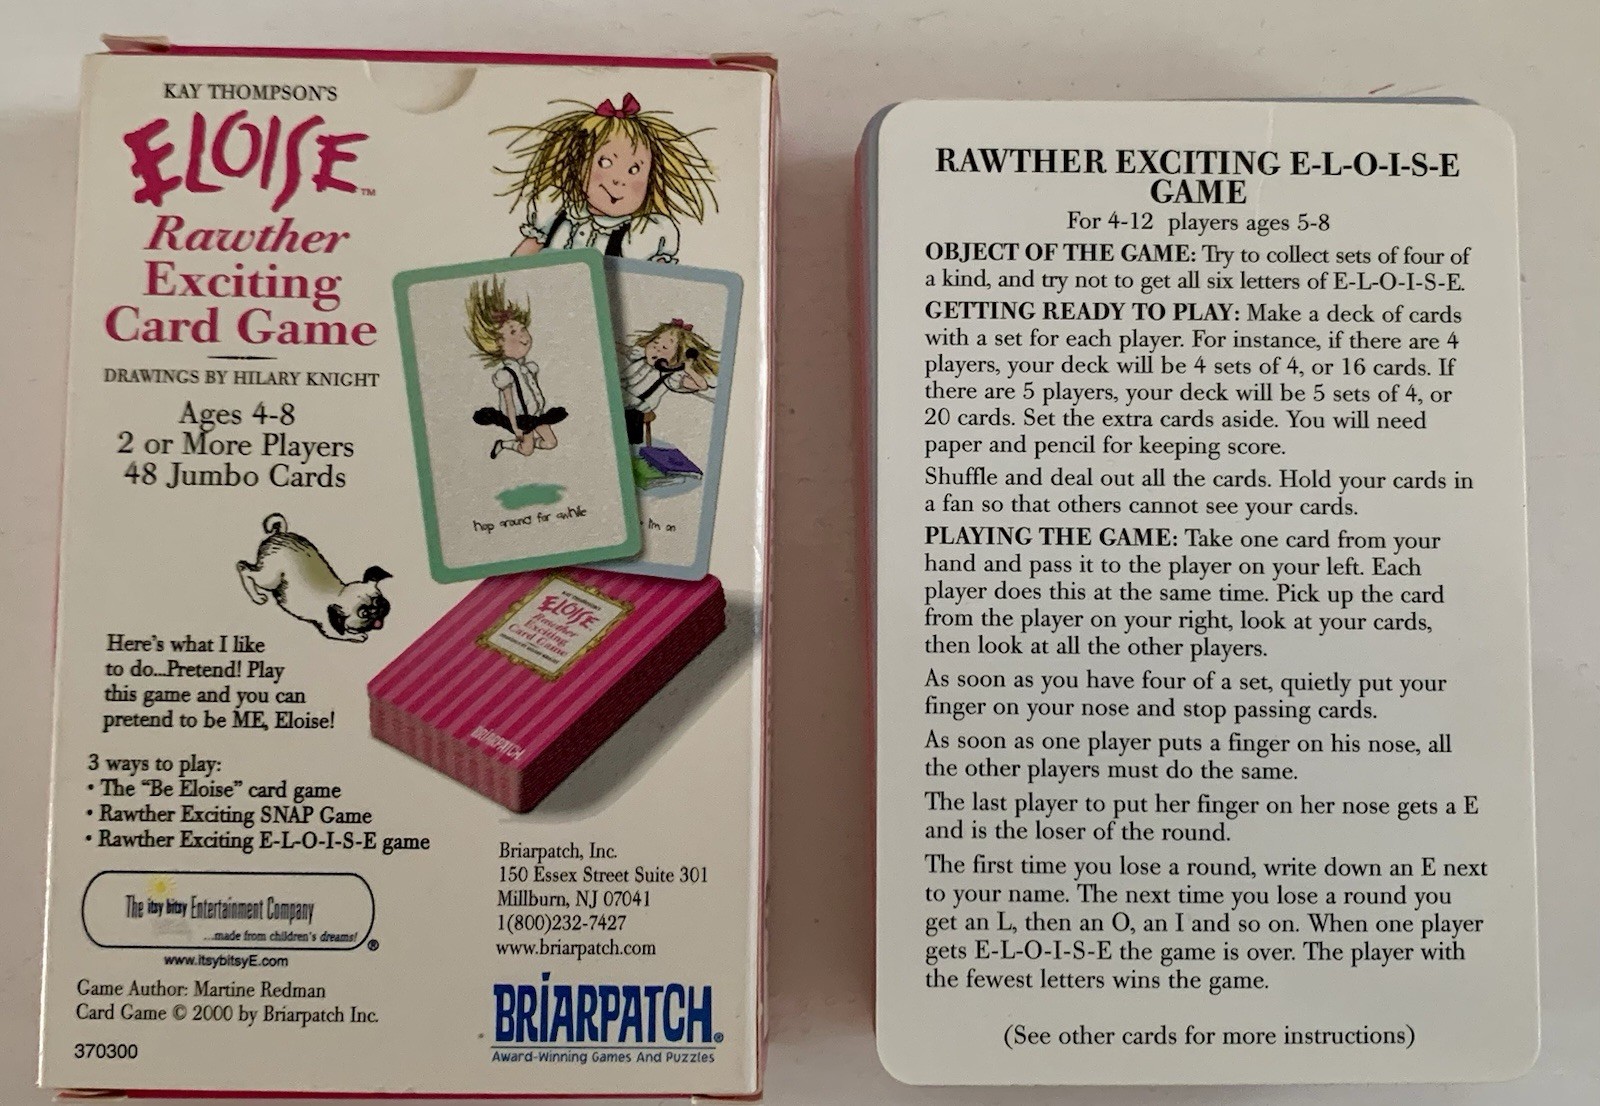 KAY THOMPSON'S
ELOISE™
Rawther
Exciting
Card Game
DRAWINGS BY HILARY KNIGHT
Ages 4-8
2 or More Players
48 Jumbo Cards
hop around for awhile
I'm on
KAY THOMPSON'S
ELOISE
Rawther
Exciting
Card Game
BRIARPATCH
Here's what I like
to do...Pretend! Play
this game and you can
pretend to be ME, Eloise!
3 ways to play:
• The "Be Eloise" card game
• Rawther Exciting SNAP Game
• Rawther Exciting E-L-O-I-S-E game
The itsy bitsy Entertainment Company
...made from children's dreams!®
www.itsybitsyE.com
Game Author: Martine Redman
Card Game © 2000 by Briarpatch Inc.
370300
Briarpatch, Inc.
150 Essex Street Suite 301
Millburn, NJ 07041
1(800)232-7427
www.briarpatch.com
BRIARPATCH®
Award-Winning Games And Puzzles
RAWTHER EXCITING E-L-O-I-S-E
GAME
For 4-12 players ages 5-8
OBJECT OF THE GAME: Try to collect sets of four of
a kind, and try not to get all six letters of E-L-O-I-S-E.
GETTING READY TO PLAY: Make a deck of cards
with a set for each player. For instance, if there are 4
players, your deck will be 4 sets of 4, or 16 cards. If
there are 5 players, your deck will be 5 sets of 4, or
20 cards. Set the extra cards aside. You will need
paper and pencil for keeping score.
Shuffle and deal out all the cards. Hold your cards in
a fan so that others cannot see your cards.
PLAYING THE GAME: Take one card from your
hand and pass it to the player on your left. Each
player does this at the same time. Pick up the card
from the player on your right, look at your cards,
then look at all the other players.
As soon as you have four of a set, quietly put your
finger on your nose and stop passing cards.
As soon as one player puts a finger on his nose, all
the other players must do the same.
The last player to put her finger on her nose gets a E
and is the loser of the round.
The first time you lose a round, write down an E next
to your name. The next time you lose a round you
get an L, then an O, an I and so on. When one player
gets E-L-O-I-S-E the game is over. The player with
the fewest letters wins the game.
(See other cards for more instructions)